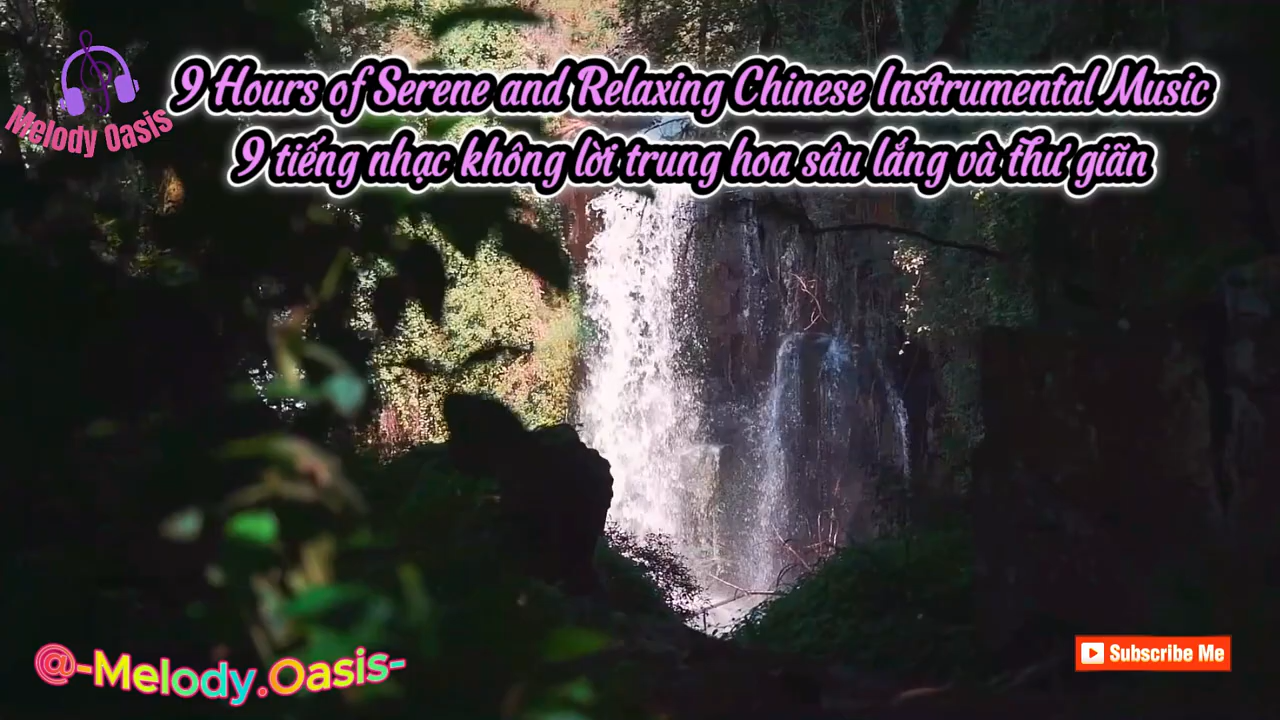 9 Hours of Serene and Relaxing Chinese Instrumental Music
9 tiếng nhạc không lời trung hoa sâu lắng và thư giãn
Melody Oasis
@-Melody.Oasis-
Subscribe Me